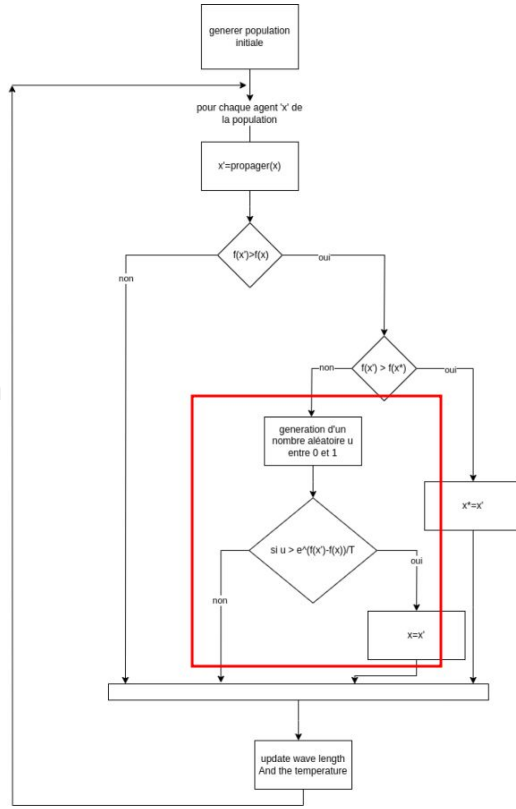 generer population
initiale
pour chaque agent 'x' de
la population
x'=propager(x)
f(x')>f(x)
non
oui
f(x') > f(x*)
non
oui
generation d'un
nombre aléatoire u
entre 0 et 1
x*=x'
si u > e^(f(x')-f(x))/T
oui
non
x=x'
update wave length
And the temperature